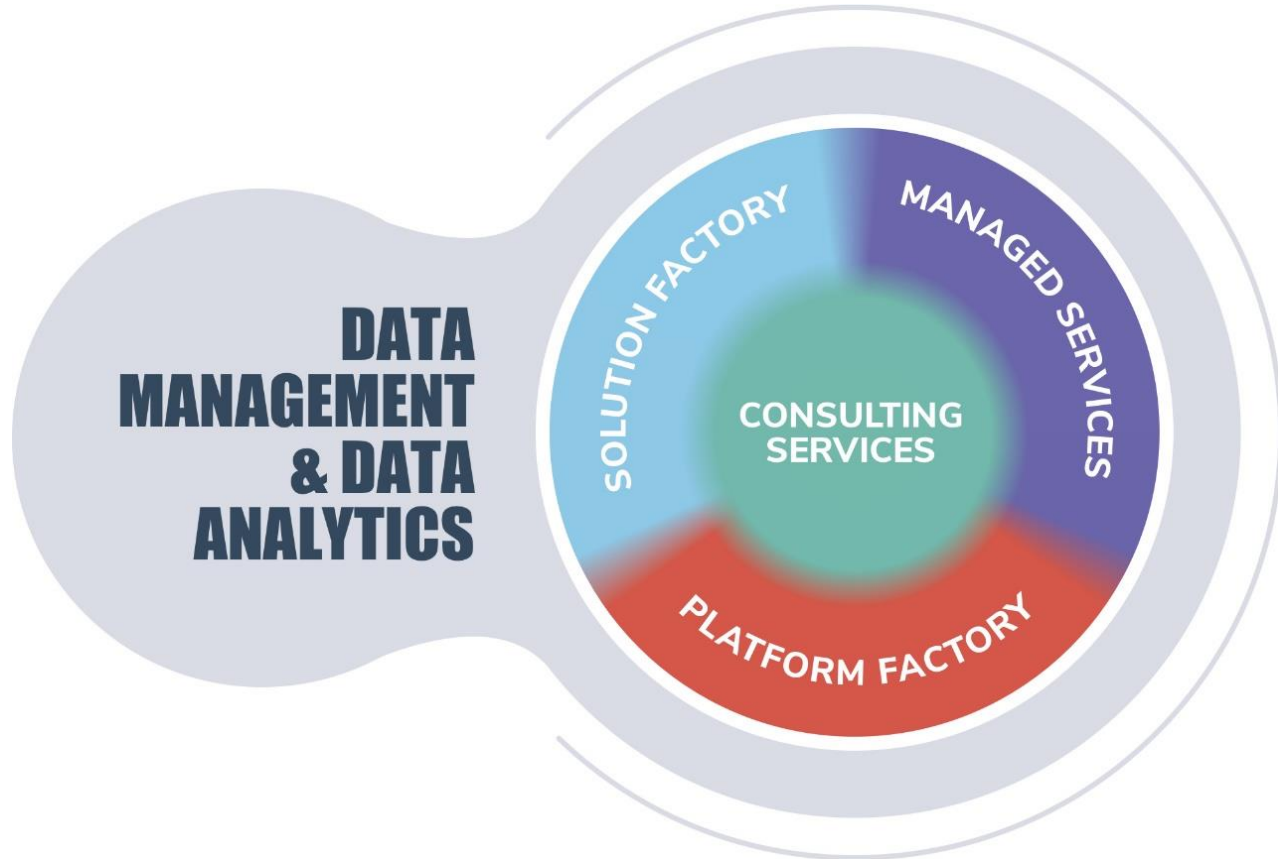 DATA
MANAGEMENT
& DATA
ANALYTICS
SOLUTION FACTORY
MANAGED SERVICES
CONSULTING
SERVICES
PLATFORM FACTORY